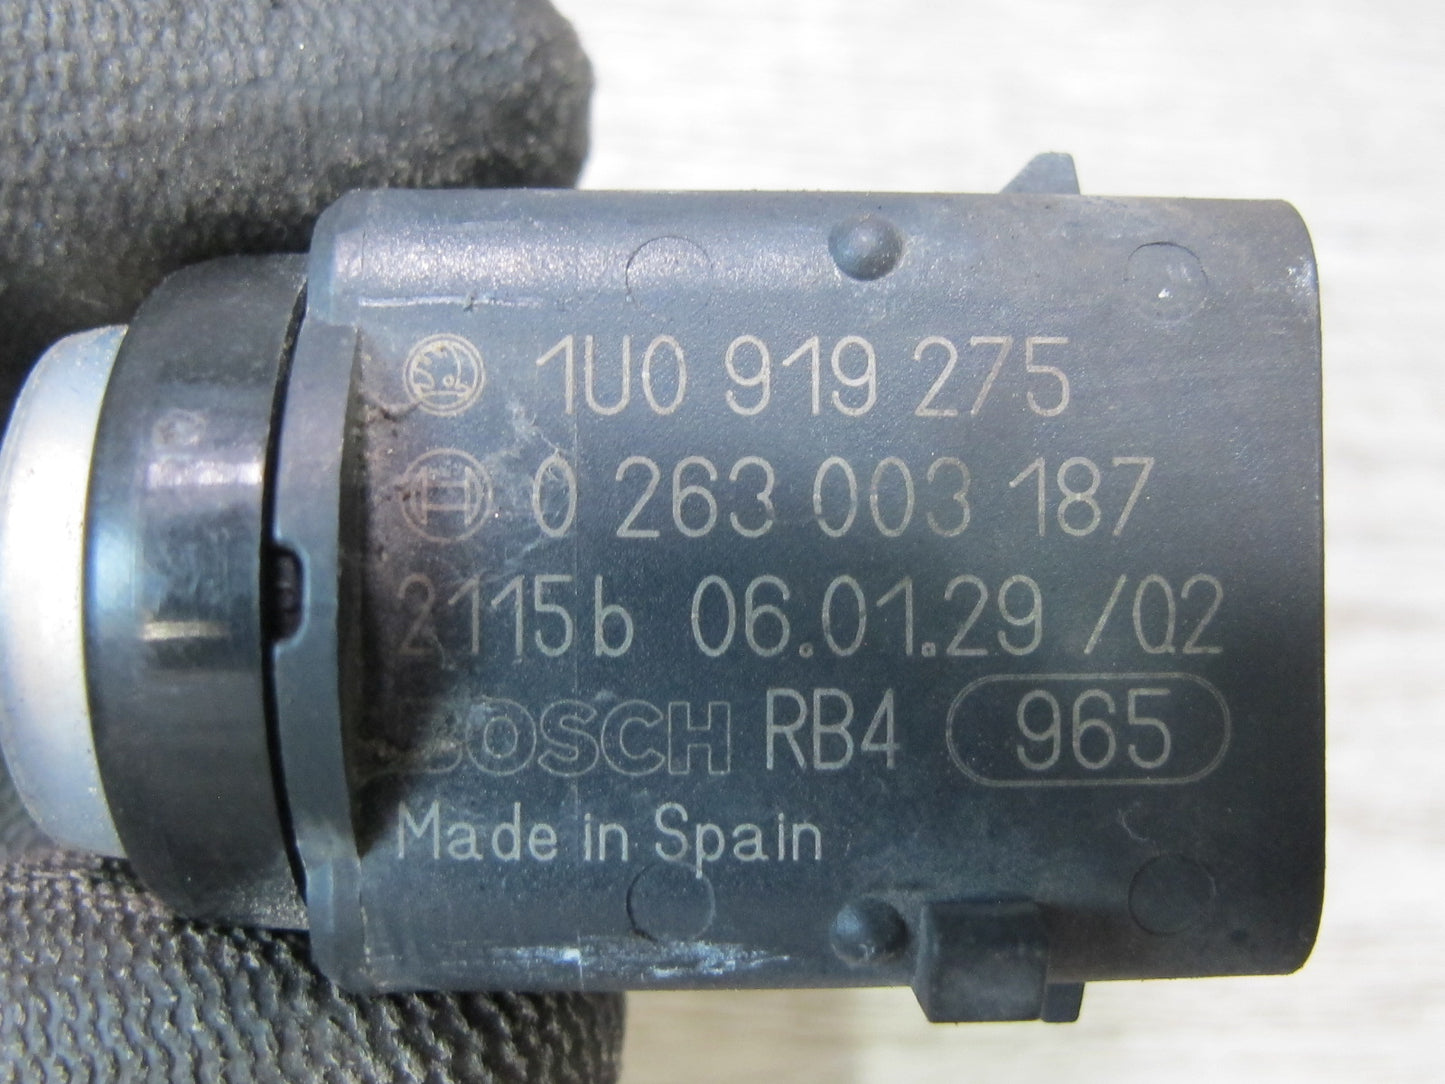 1U0 919 275
0 263 003 187
2115b 06.01.29 /Q2
BOSCH RB4 965
Made in Spain